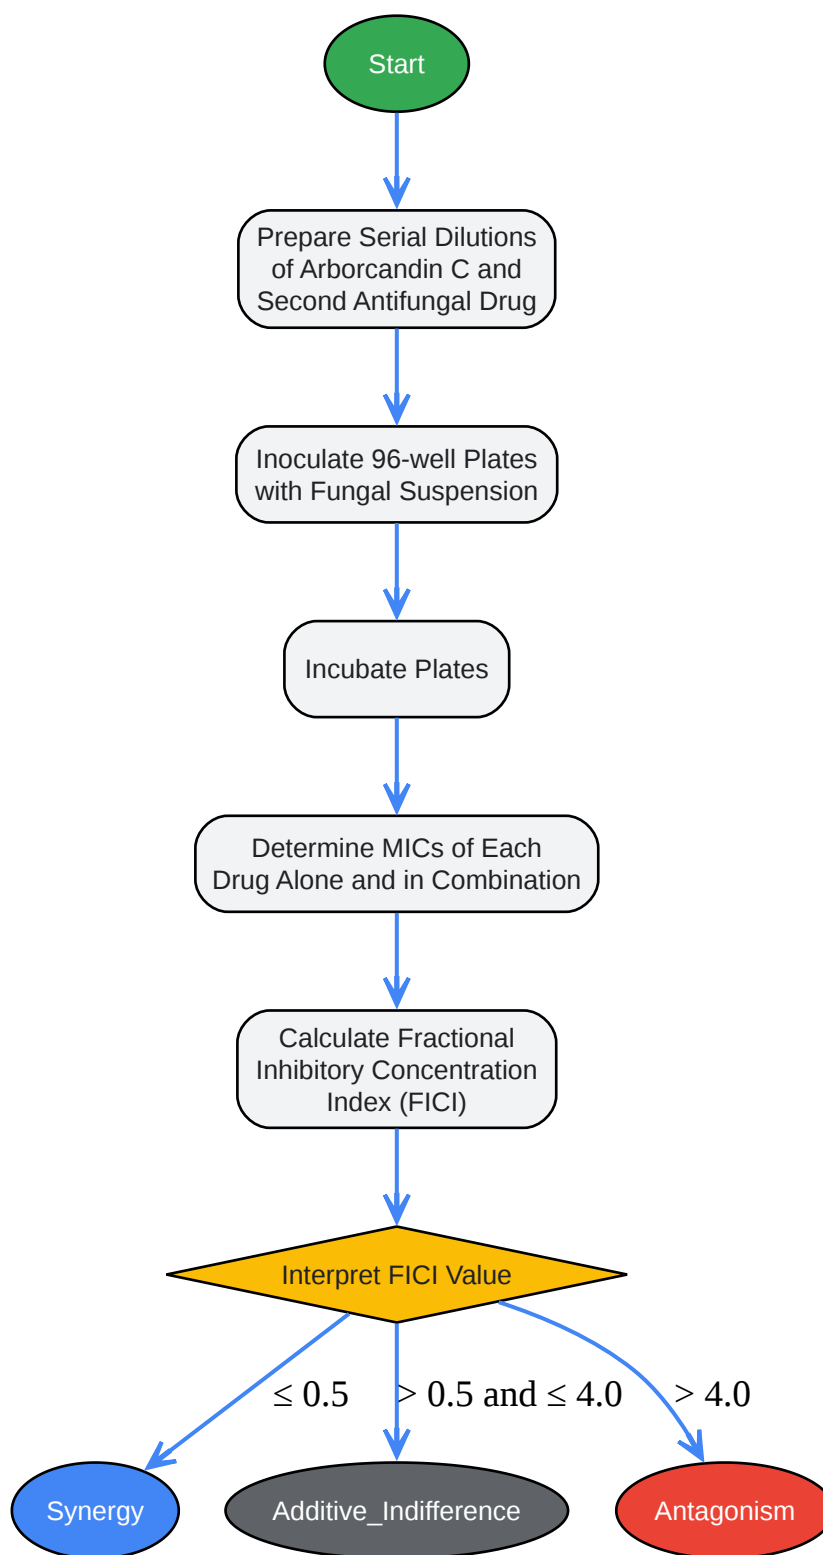 Start
Prepare Serial Dilutions
of Arborcandin C and
Second Antifungal Drug
Inoculate 96-well Plates
with Fungal Suspension
Incubate Plates
Determine MICs of Each
Drug Alone and in Combination
Calculate Fractional
Inhibitory Concentration
Index (FICI)
Interpret FICI Value
≤ 0.5
> 0.5 and ≤ 4.0
> 4.0
Synergy
Additive_Indifference
Antagonism